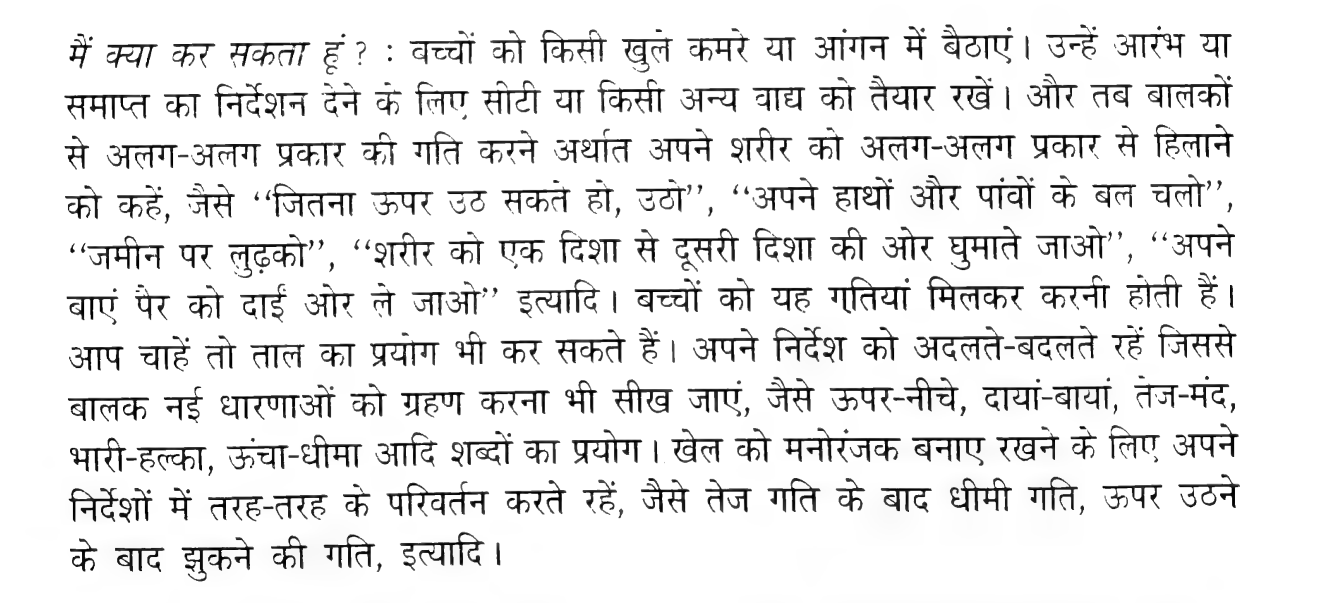 मैं क्या कर सकता हूं ? : बच्चों को किसी खुले कमरे या आंगन में बैठाएं। उन्हें आरंभ या
समाप्त का निर्देशन देने के लिए सीटी या किसी अन्य वाद्य को तैयार रखें। और तब बालकों
से अलग-अलग प्रकार की गति करने अर्थात अपने शरीर को अलग-अलग प्रकार से हिलाने
को कहें, जैसे ‘‘जितना ऊपर उठ सकते हो, उठो’’, ‘‘अपने हाथों और पांवों के बल चलो’’,
‘‘जमीन पर लुढ़को’’, ‘‘शरीर को एक दिशा से दूसरी दिशा की ओर घुमाते जाओ’’, ‘‘अपने
बाएं पैर को दाईं ओर ले जाओ’’ इत्यादि। बच्चों को यह गतियां मिलकर करनी होती हैं।
आप चाहें तो ताल का प्रयोग भी कर सकते हैं। अपने निर्देश को अदलते-बदलते रहें जिससे
बालक नई धारणाओं को ग्रहण करना भी सीख जाएं, जैसे ऊपर-नीचे, दायां-बायां, तेज-मंद,
भारी-हल्का, ऊंचा-धीमा आदि शब्दों का प्रयोग। खेल को मनोरंजक बनाए रखने के लिए अपने
निर्देशों में तरह-तरह के परिवर्तन करते रहें, जैसे तेज गति के बाद धीमी गति, ऊपर उठने
के बाद झुकने की गति, इत्यादि।